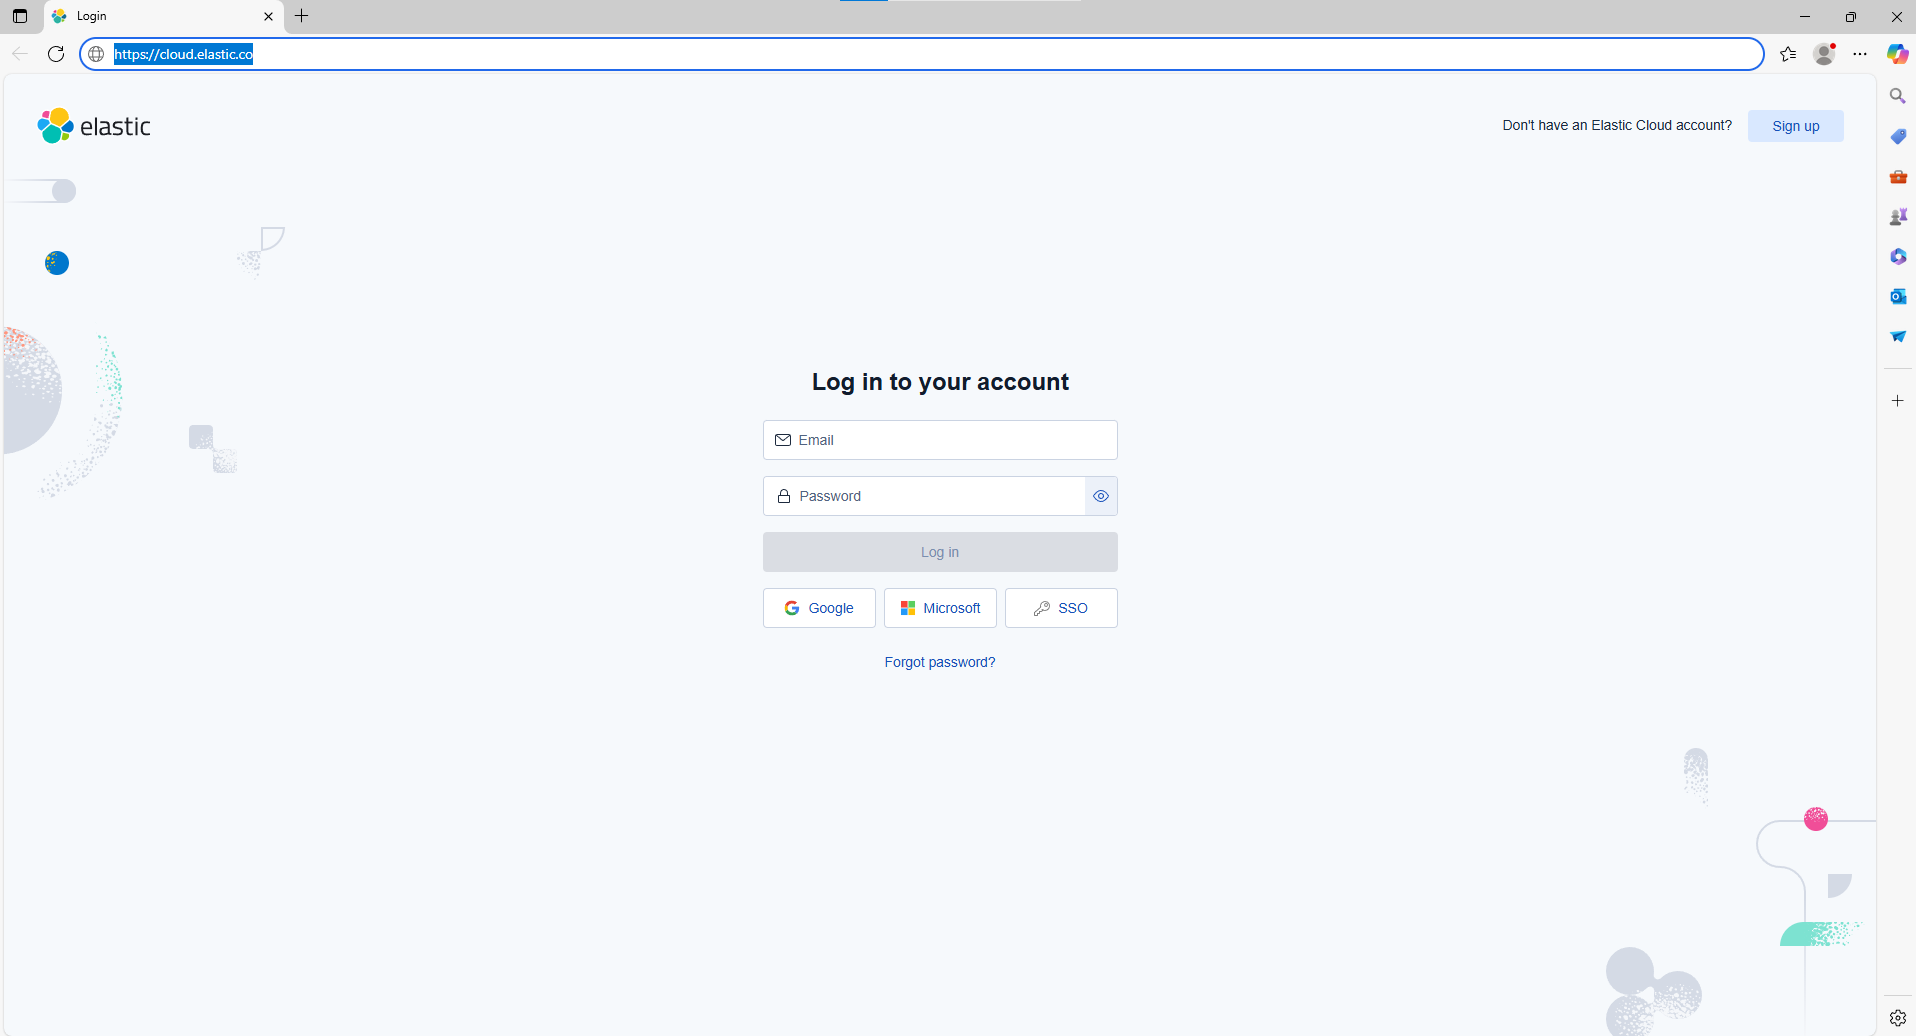 Login
https://cloud.elastic.co
elastic
Don't have an Elastic Cloud account?
Sign up
Log in to your account
Email
Password
Log in
Google
Microsoft
SSO
Forgot password?